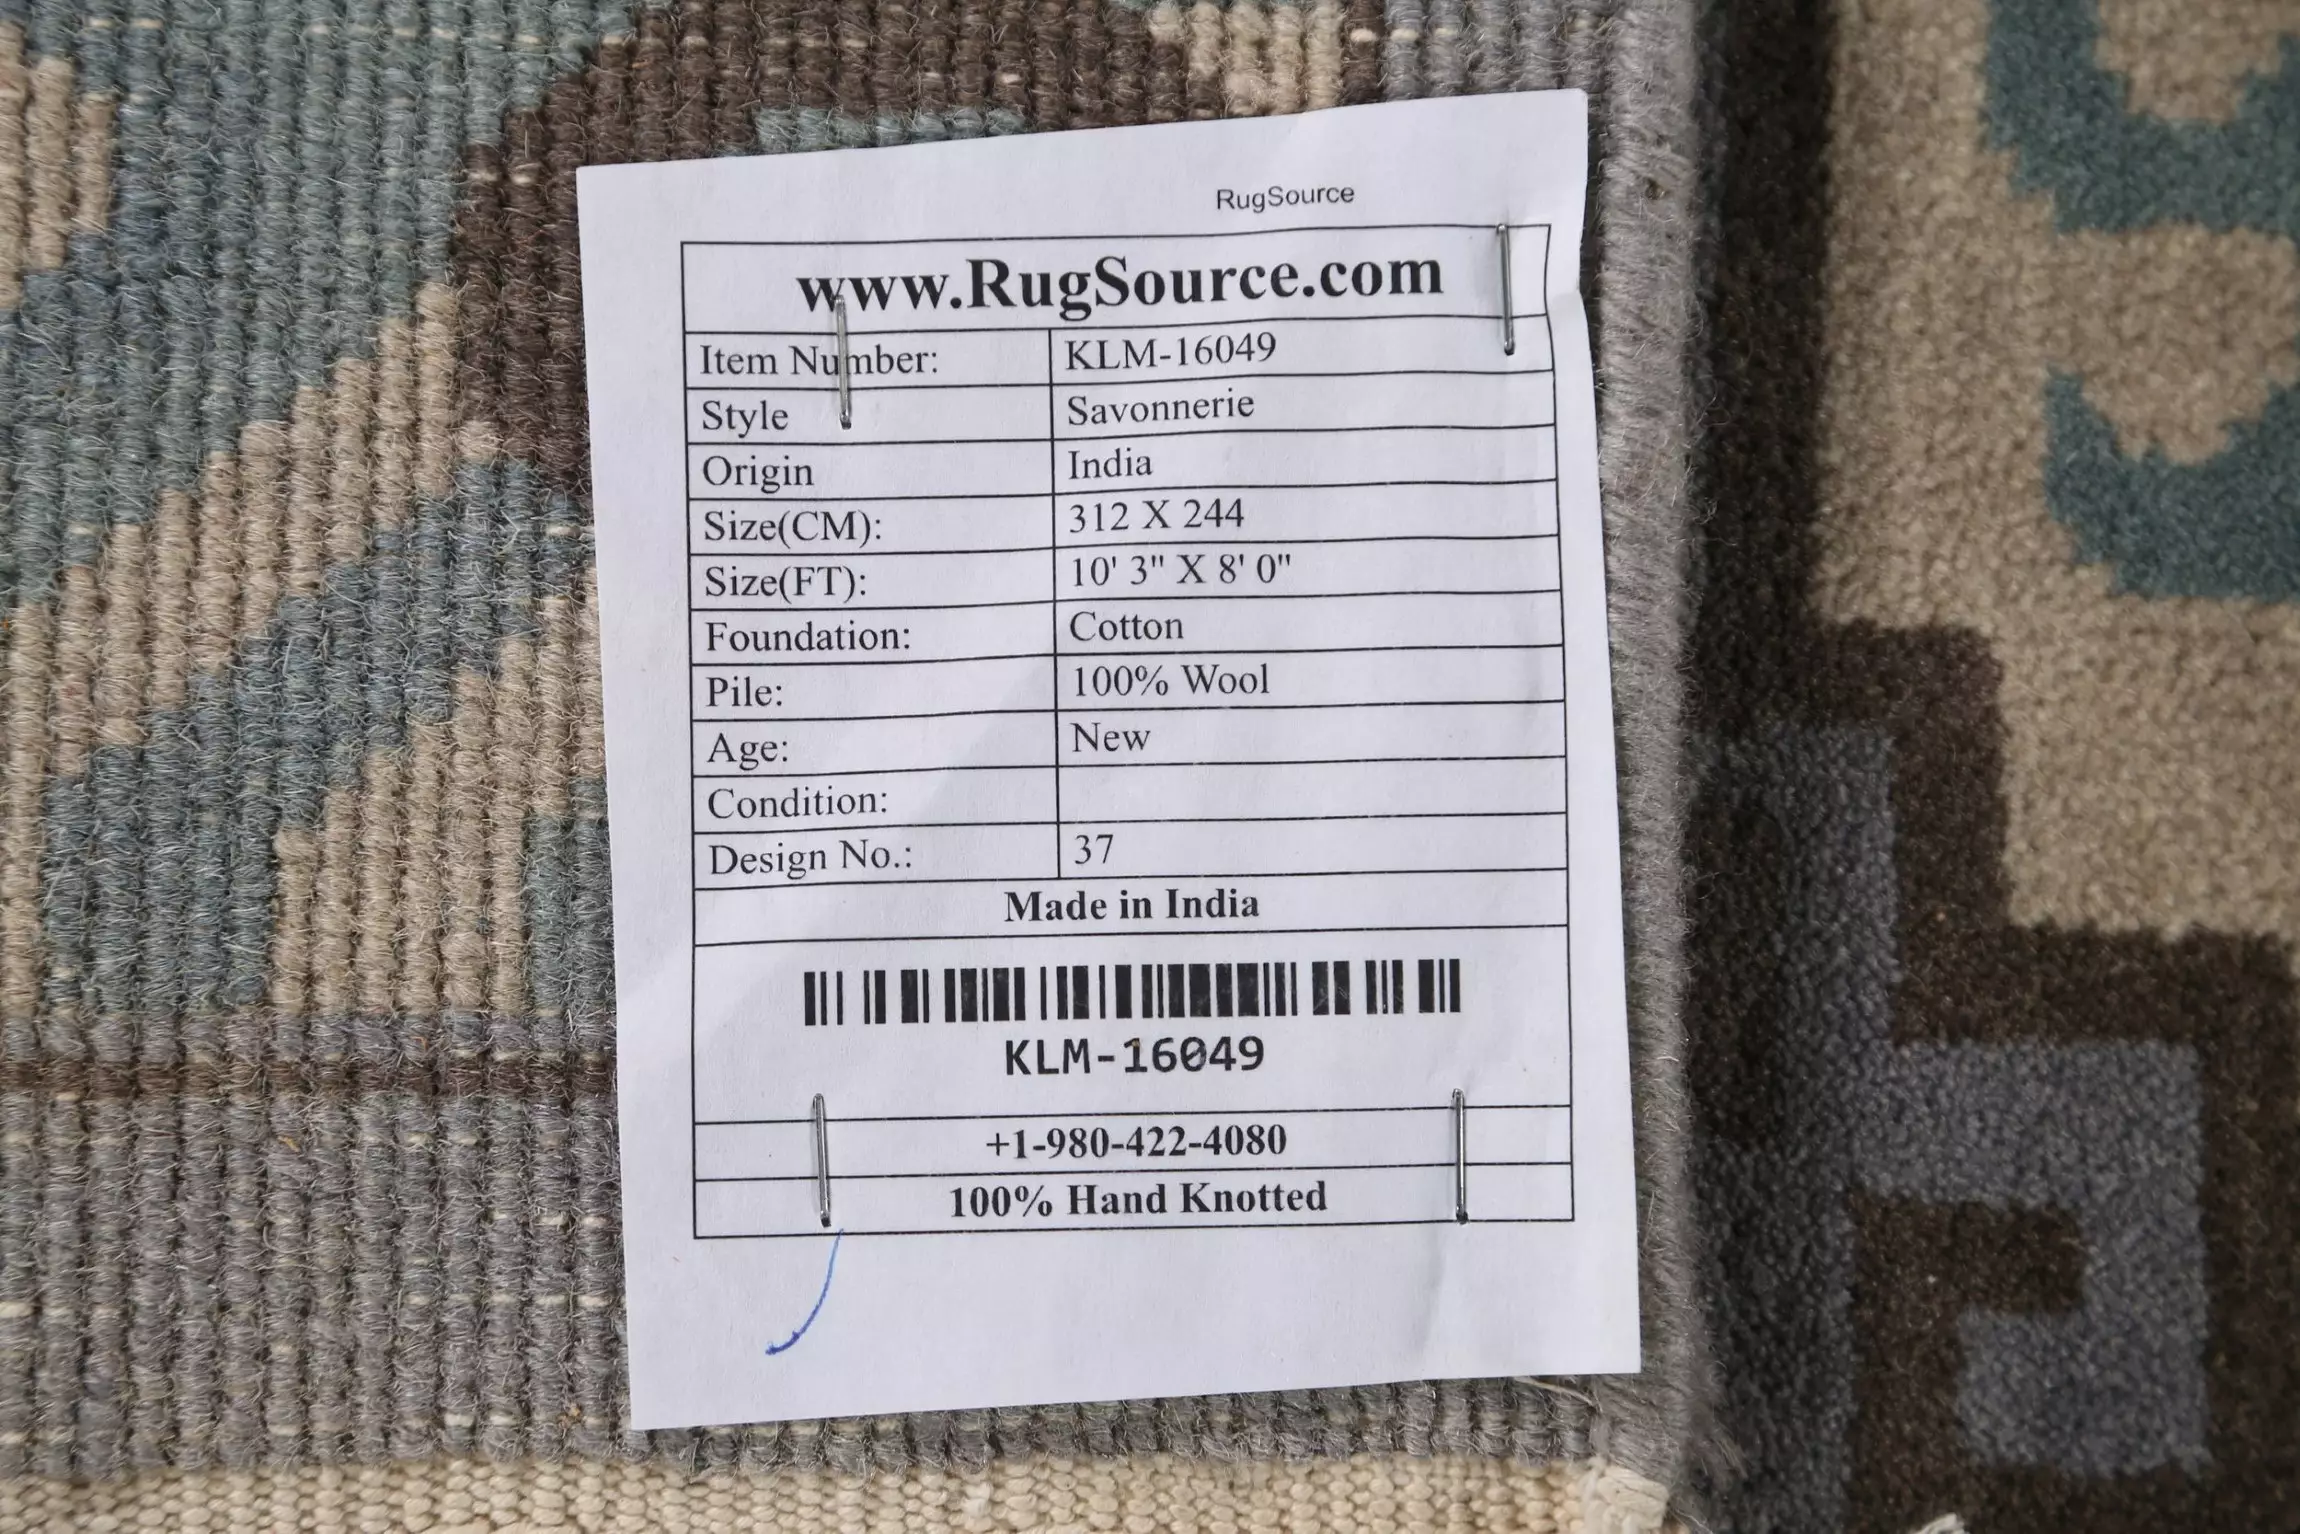 RugSource
www.RugSource.com
Item Number: KLM-16049
Style Savonnerie
Origin India
Size(CM): 312 X 244
Size(FT): 10' 3" X 8' 0"
Foundation: Cotton
Pile: 100% Wool
Age: New
Condition:
Design No.: 37
Made in India
KLM-16049
+1-980-422-4080
100% Hand Knotted